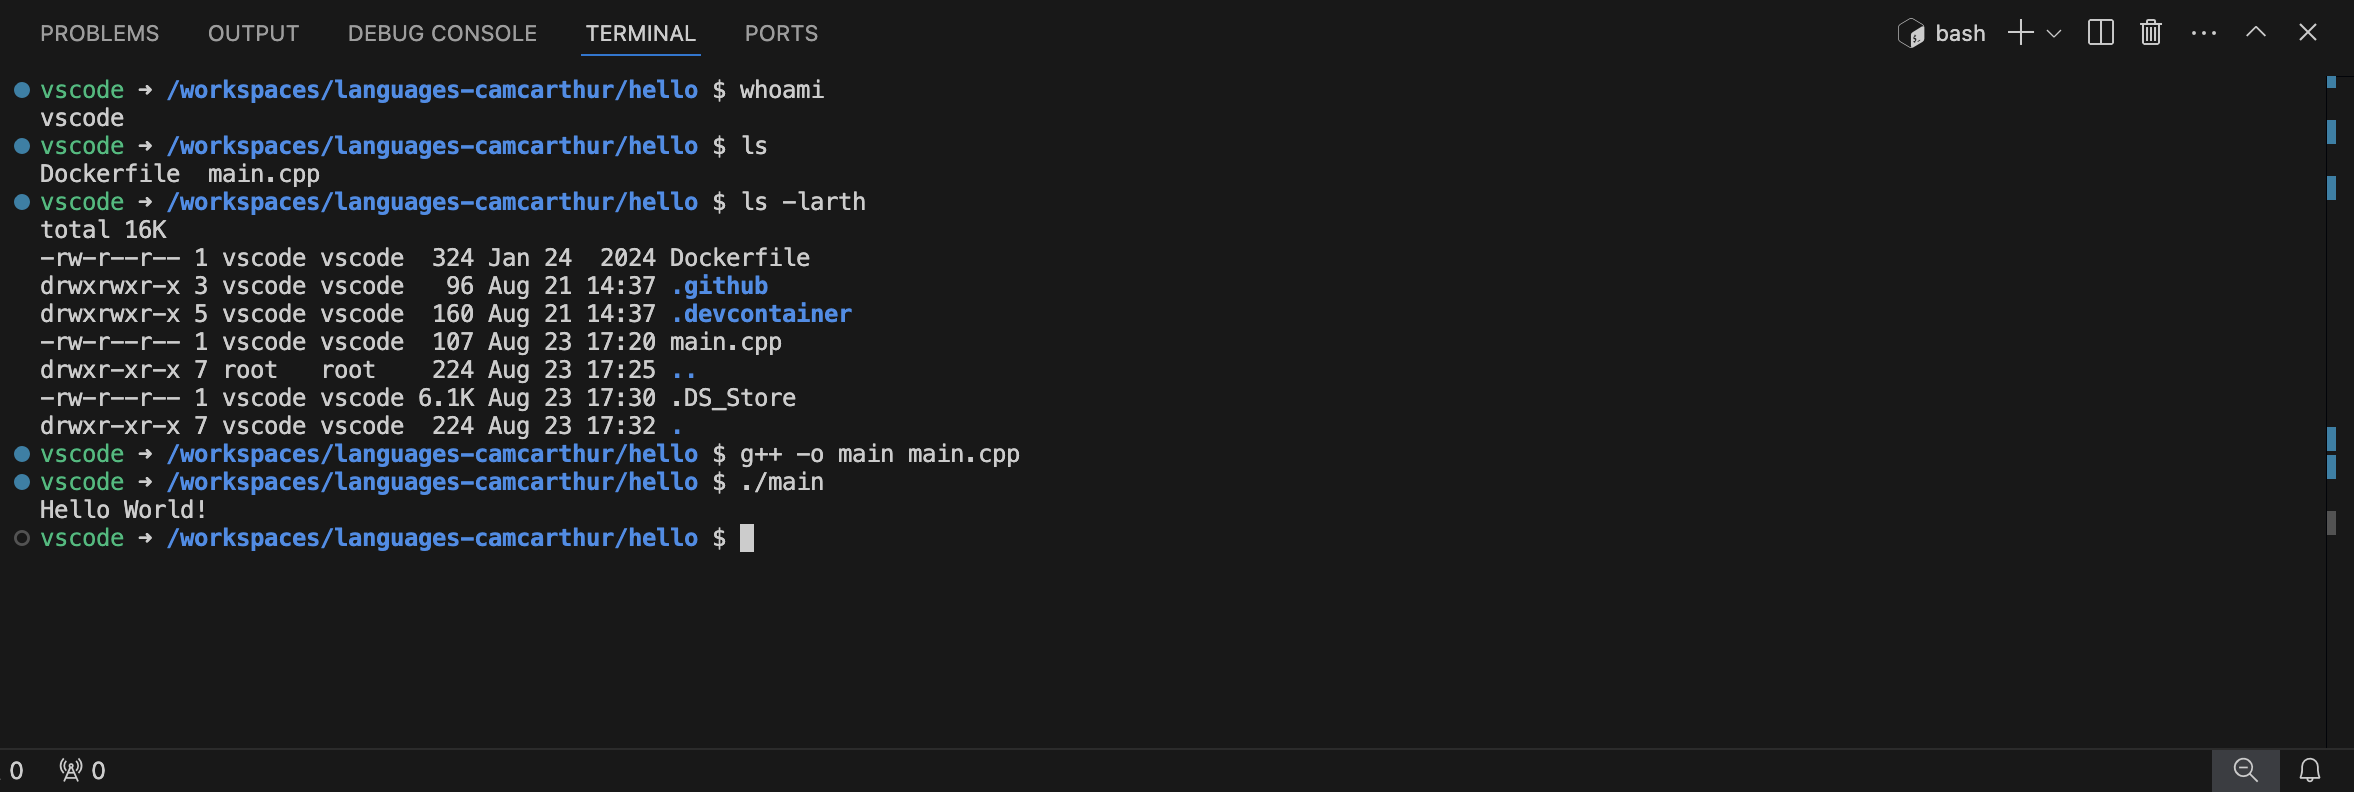 PROBLEMS OUTPUT DEBUG CONSOLE TERMINAL PORTS bash
vscode ➜ /workspaces/languages-camcarthur/hello $ whoami
vscode
vscode ➜ /workspaces/languages-camcarthur/hello $ ls
Dockerfile  main.cpp
vscode ➜ /workspaces/languages-camcarthur/hello $ ls -larth
total 16K
-rw-r--r-- 1 vscode vscode  324 Jan 24  2024 Dockerfile
drwxrwxr-x 3 vscode vscode   96 Aug 21 14:37 .github
drwxrwxr-x 5 vscode vscode  160 Aug 21 14:37 .devcontainer
-rw-r--r-- 1 vscode vscode  107 Aug 23 17:20 main.cpp
drwxr-xr-x 7 root   root    224 Aug 23 17:25 ..
-rw-r--r-- 1 vscode vscode 6.1K Aug 23 17:30 .DS_Store
drwxr-xr-x 7 vscode vscode  224 Aug 23 17:32 .
vscode ➜ /workspaces/languages-camcarthur/hello $ g++ -o main main.cpp
vscode ➜ /workspaces/languages-camcarthur/hello $ ./main
Hello World!
vscode ➜ /workspaces/languages-camcarthur/hello $
0 0